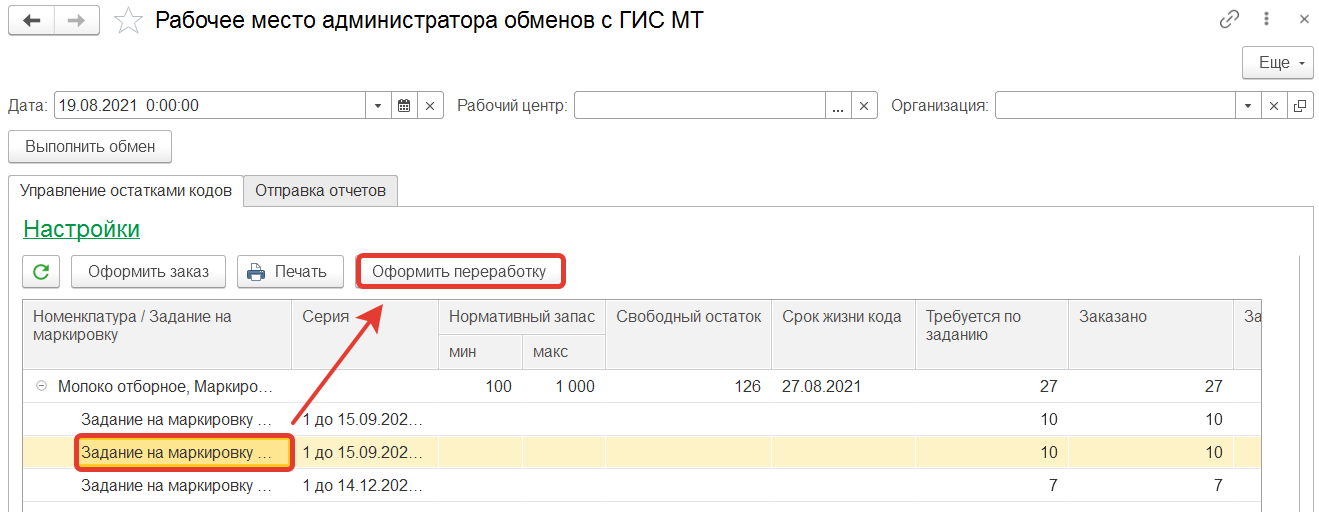 Рабочее место администратора обменов с ГИС МТ
Еще
Дата: 19.08.2021 0:00:00 Рабочий центр: ... Организация:
Выполнить обмен
Управление остатками кодов Отправка отчетов
Настройки
Оформить заказ Печать Оформить переработку
Номенклатура / Задание на маркировку Серия Нормативный запас Свободный остаток Срок жизни кода Требуется по заданию Заказано За
мин макс
Молоко отборное, Маркиро... 100 1 000 126 27.08.2021 27 27
Задание на маркировку ... 1 до 15.09.202... 10 10
Задание на маркировку ... 1 до 15.09.202... 10 10
Задание на маркировку ... 1 до 14.12.202... 7 7